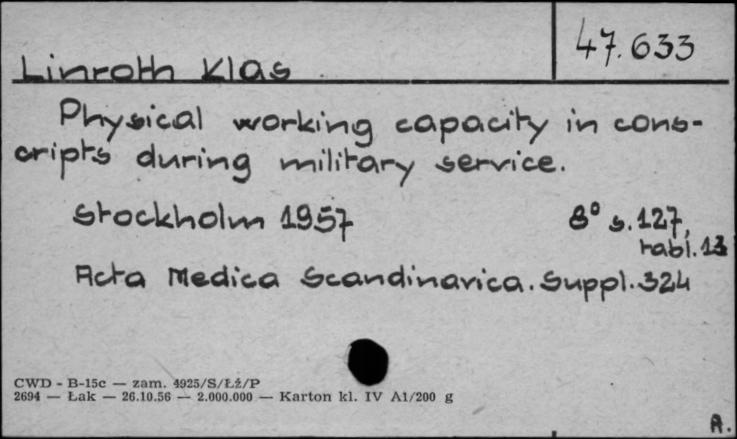 47.633
Linroth Klas
Physical working capacity in cons-
cripts during military service.
Stockholm 1957 8° s.127,
tabl.13
Acta Medica Scandinavica. Suppl.324
CWD - B-15c — zam. 4925/S/Łź/P
2694 — Łak — 26.10.56 — 2.000.000 — Karton kl. IV A1/200 g
A.